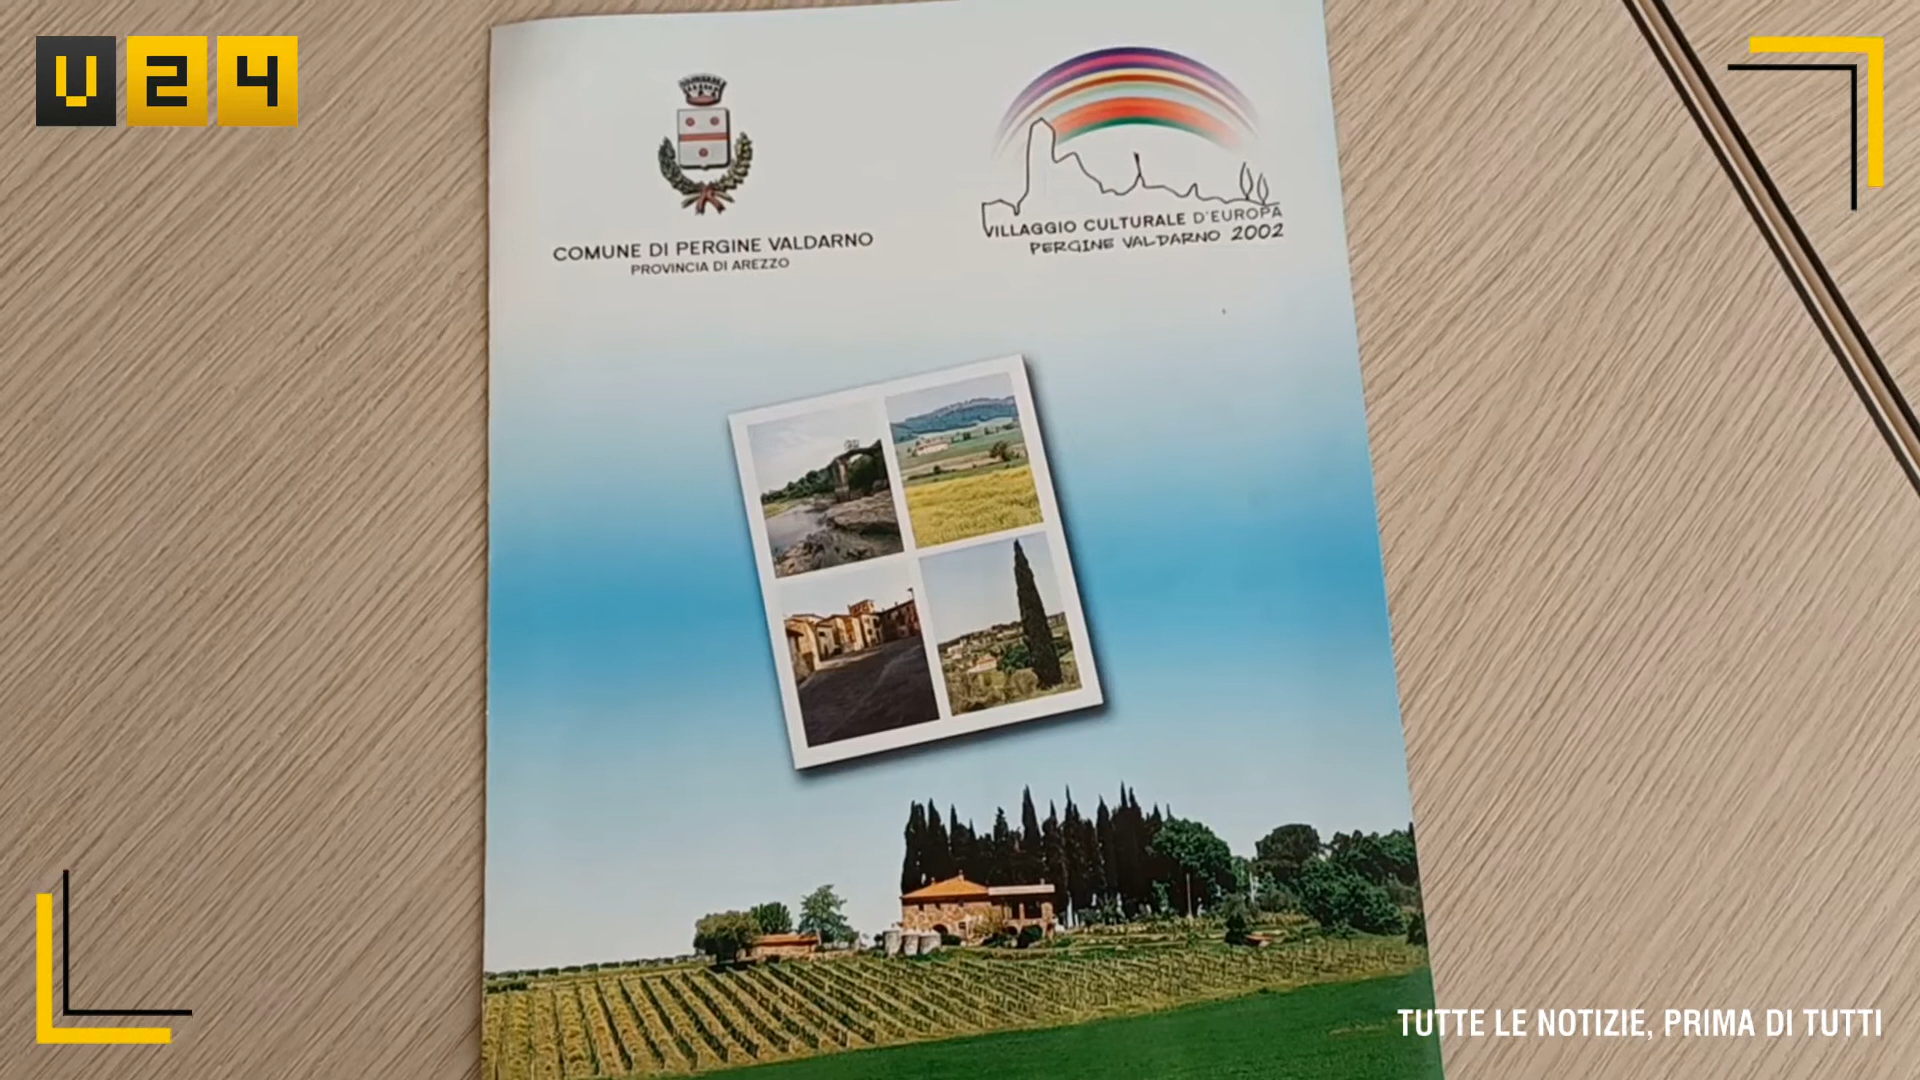 V24
COMUNE DI PERGINE VALDARNO
PROVINCIA DI AREZZO
VILLAGGIO CULTURALE D'EUROPA
PERGINE VALDARNO 2002
TUTTE LE NOTIZIE, PRIMA DI TUTTI